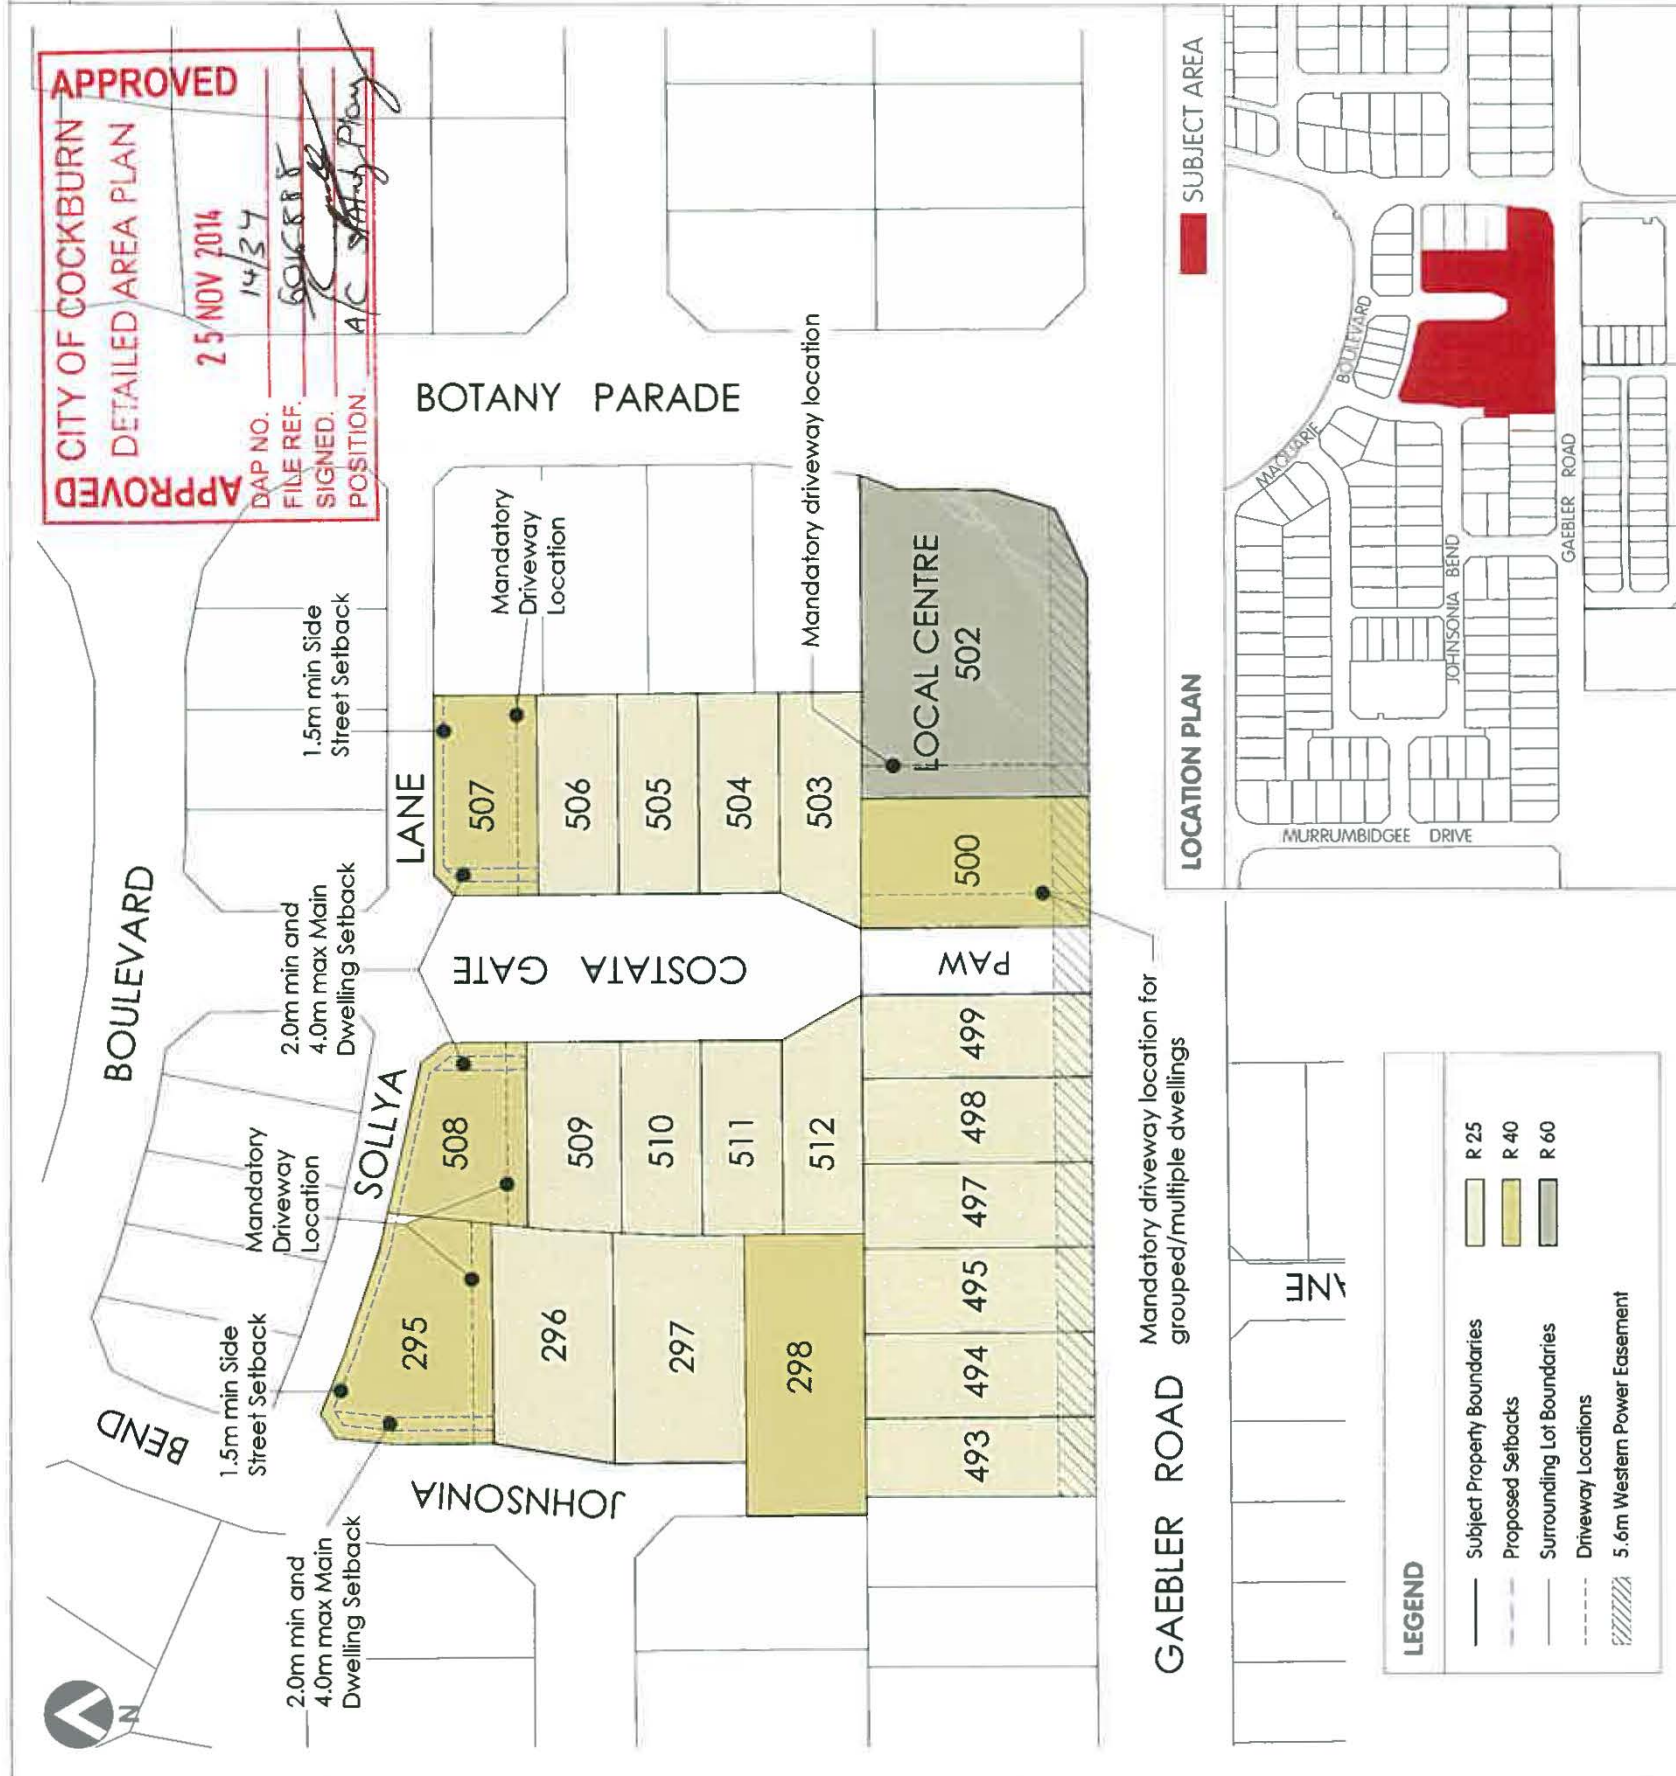 APPROVED
CITY OF COCKBURN
DETAILED AREA PLAN
25 NOV 2014
DAP NO. 14/34
FILE REF.
SIGNED.
POSITION. A/C
APPROVED
N
BOULEVARD
BEND
SOLLYA
LANE
BOTANY PARADE
JOHNSONIA
COSTATA GATE
PAW
GAEBLER ROAD
2.0m min and
4.0m max Main
Dwelling Setback
1.5m min Side
Street Setback
Mandatory
Driveway
Location
2.0m min and
4.0m max Main
Dwelling Setback
1.5m min Side
Street Setback
Mandatory
Driveway
Location
Mandatory driveway location
295
296
297
298
508
509
510
511
512
507
506
505
504
503
493
494
495
497
498
499
500
LOCAL CENTRE
502
Mandatory driveway location for
grouped/multiple dwellings
LEGEND
Subject Property Boundaries
Proposed Setbacks
Surrounding Lot Boundaries
Driveway Locations
5.6m Western Power Easement
R 25
R 40
R 60
LOCATION PLAN
SUBJECT AREA
MACQUARIE
BOULEVARD
JOHNSONIA BEND
GAEBLER ROAD
MURRUMBIDGEE DRIVE